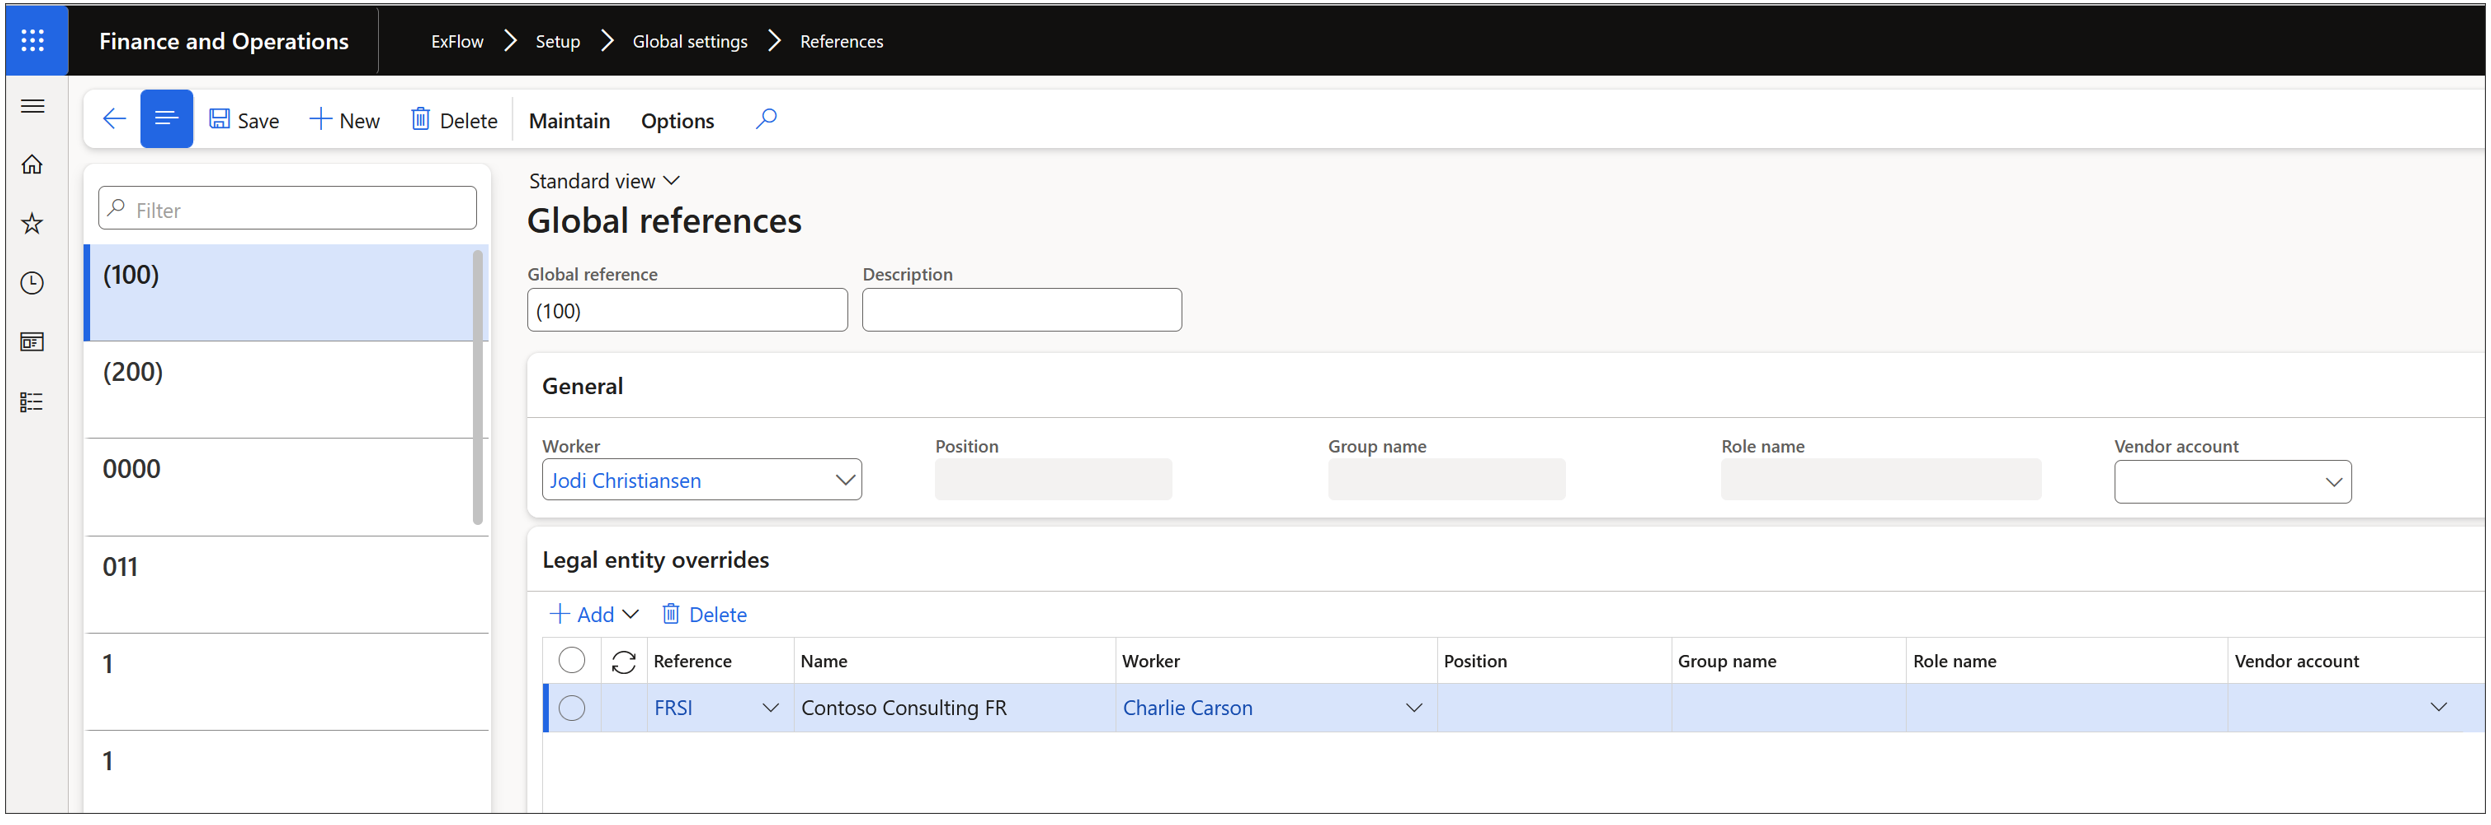 Finance and Operations
ExFlow Setup Global settings References
Save New Delete Maintain Options
Filter
(100)
(200)
0000
011
1
1
Standard view
Global references
Global reference Description
(100)
General
Worker Position Group name Role name Vendor account
Jodi Christiansen
Legal entity overrides
Add Delete
Reference Name Worker Position Group name Role name Vendor account
FRSI Contoso Consulting FR Charlie Carson